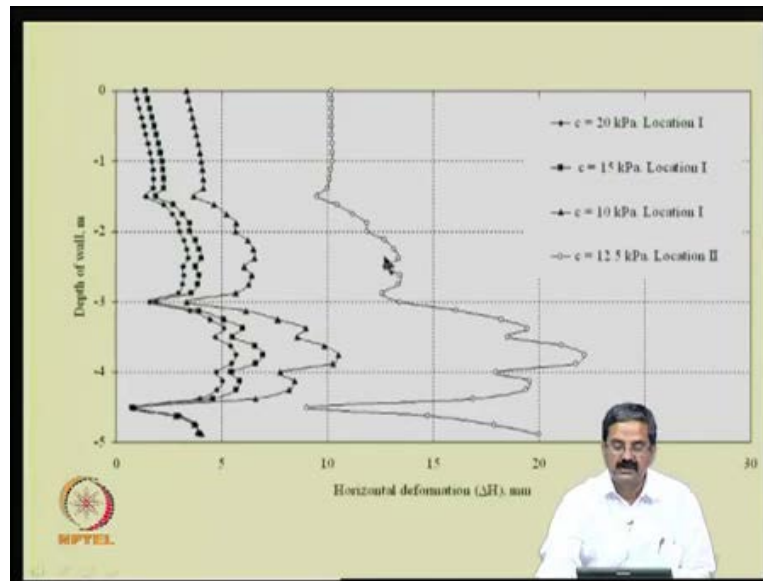 0
-1
-2
-3
-4
-5
Depth of wall, m
c = 20 kPa. Location I
c = 15 kPa. Location I
c = 10 kPa. Location I
c = 12.5 kPa. Location II
0 5 10 15 20 30
Horizontal deformation (ΔH), mm
NPTEL